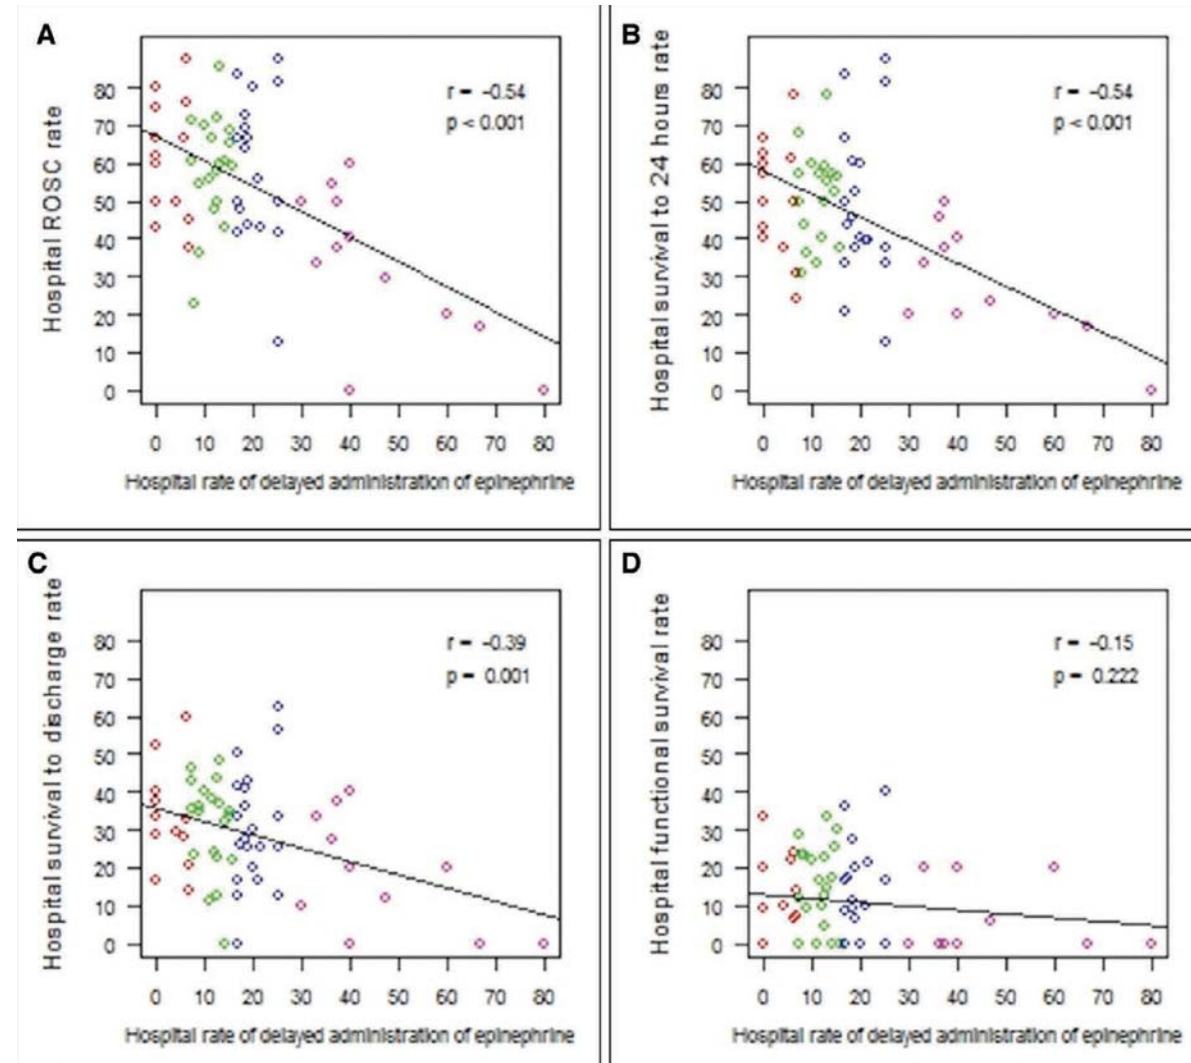 A
Hospital ROSC rate
r = -0.54
p < 0.001
80
70
60
50
40
30
20
10
0
0 10 20 30 40 50 60 70 80
Hospital rate of delayed administration of epinephrine
B
Hospital survival to 24 hours rate
r = -0.54
p < 0.001
80
70
60
50
40
30
20
10
0
0 10 20 30 40 50 60 70 80
Hospital rate of delayed administration of epinephrine
C
Hospital survival to discharge rate
r = -0.39
p = 0.001
80
70
60
50
40
30
20
10
0
0 10 20 30 40 50 60 70 80
Hospital rate of delayed administration of epinephrine
D
Hospital functional survival rate
r = -0.15
p = 0.222
80
70
60
50
40
30
20
10
0
0 10 20 30 40 50 60 70 80
Hospital rate of delayed administration of epinephrine